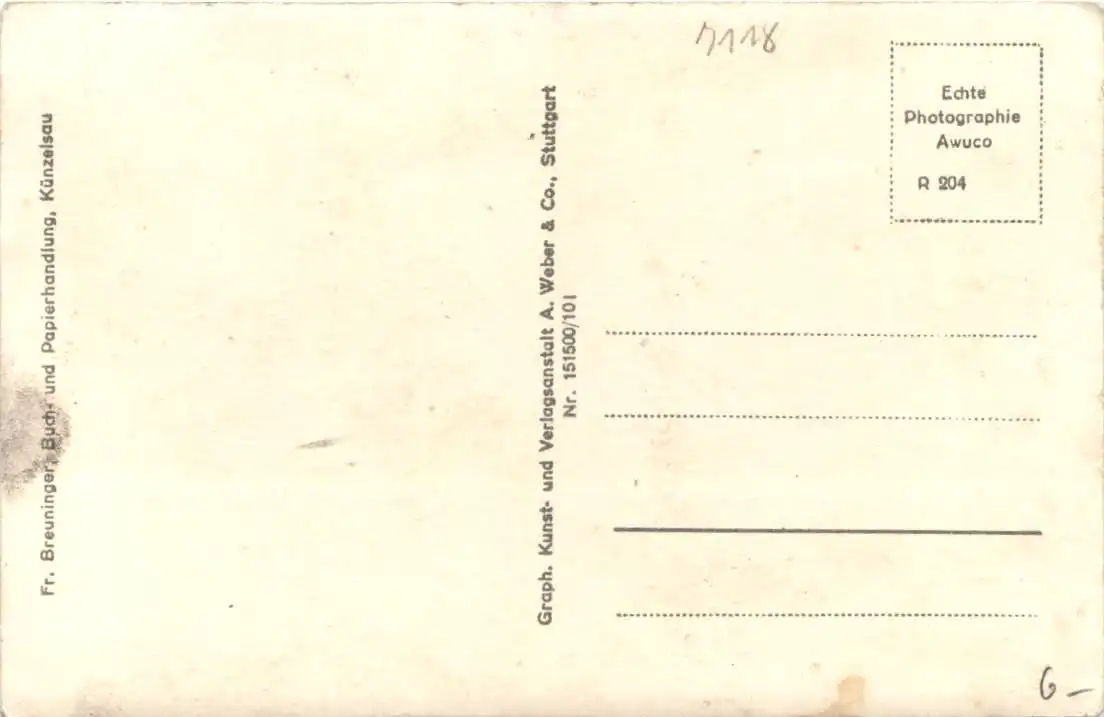 Fr. Breuninger, Buch- und Papierhandlung, Künzelsau
Graph. Kunst- und Verlagsanstalt A. Weber & Co., Stuttgart
Nr. 151500/101
7118
Echte
Photographie
Awuco
R 204
6-